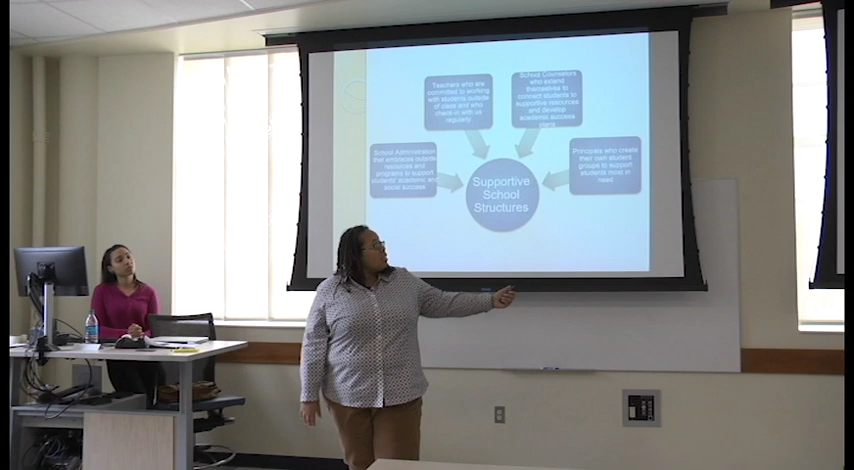 School Administration
that embraces outside
resources and
programs to support
students' academic and
social success
Teachers who are
committed to working
with students outside
of class and who
check-in with us
regularly
School Counselors
who extend
themselves to
connect students to
supportive resources
and develop
academic success
plans
Principals who create
their own student
groups to support
students most in
need
Supportive
School
Structures